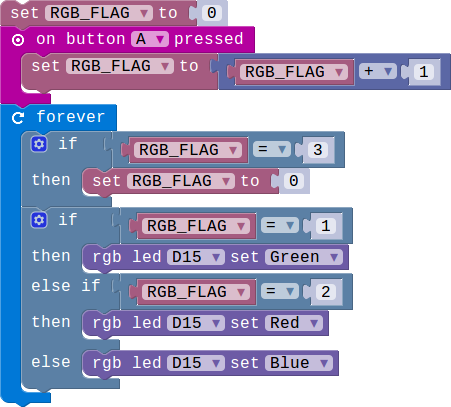 set RGB_FLAG to 0
on button A pressed
set RGB_FLAG to RGB_FLAG + 1
forever
if RGB_FLAG = 3
then set RGB_FLAG to 0
if RGB_FLAG = 1
then rgb led D15 set Green
else if RGB_FLAG = 2
then rgb led D15 set Red
else rgb led D15 set Blue